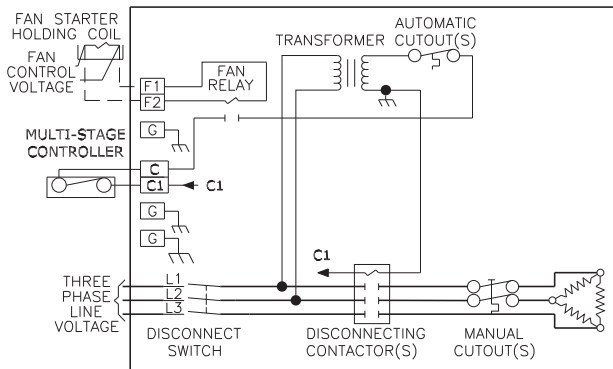 FAN STARTER
HOLDING COIL
FAN
CONTROL
VOLTAGE
F1
F2
FAN
RELAY
TRANSFORMER
AUTOMATIC
CUTOUT(S)
G
MULTI-STAGE
CONTROLLER
C
C1
C1
G
G
C1
THREE
PHASE
LINE
VOLTAGE
L1
L2
L3
DISCONNECT
SWITCH
DISCONNECTING
CONTACTOR(S)
MANUAL
CUTOUT(S)